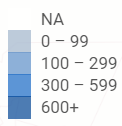 NA
0 – 99
100 – 299
300 – 599
600+